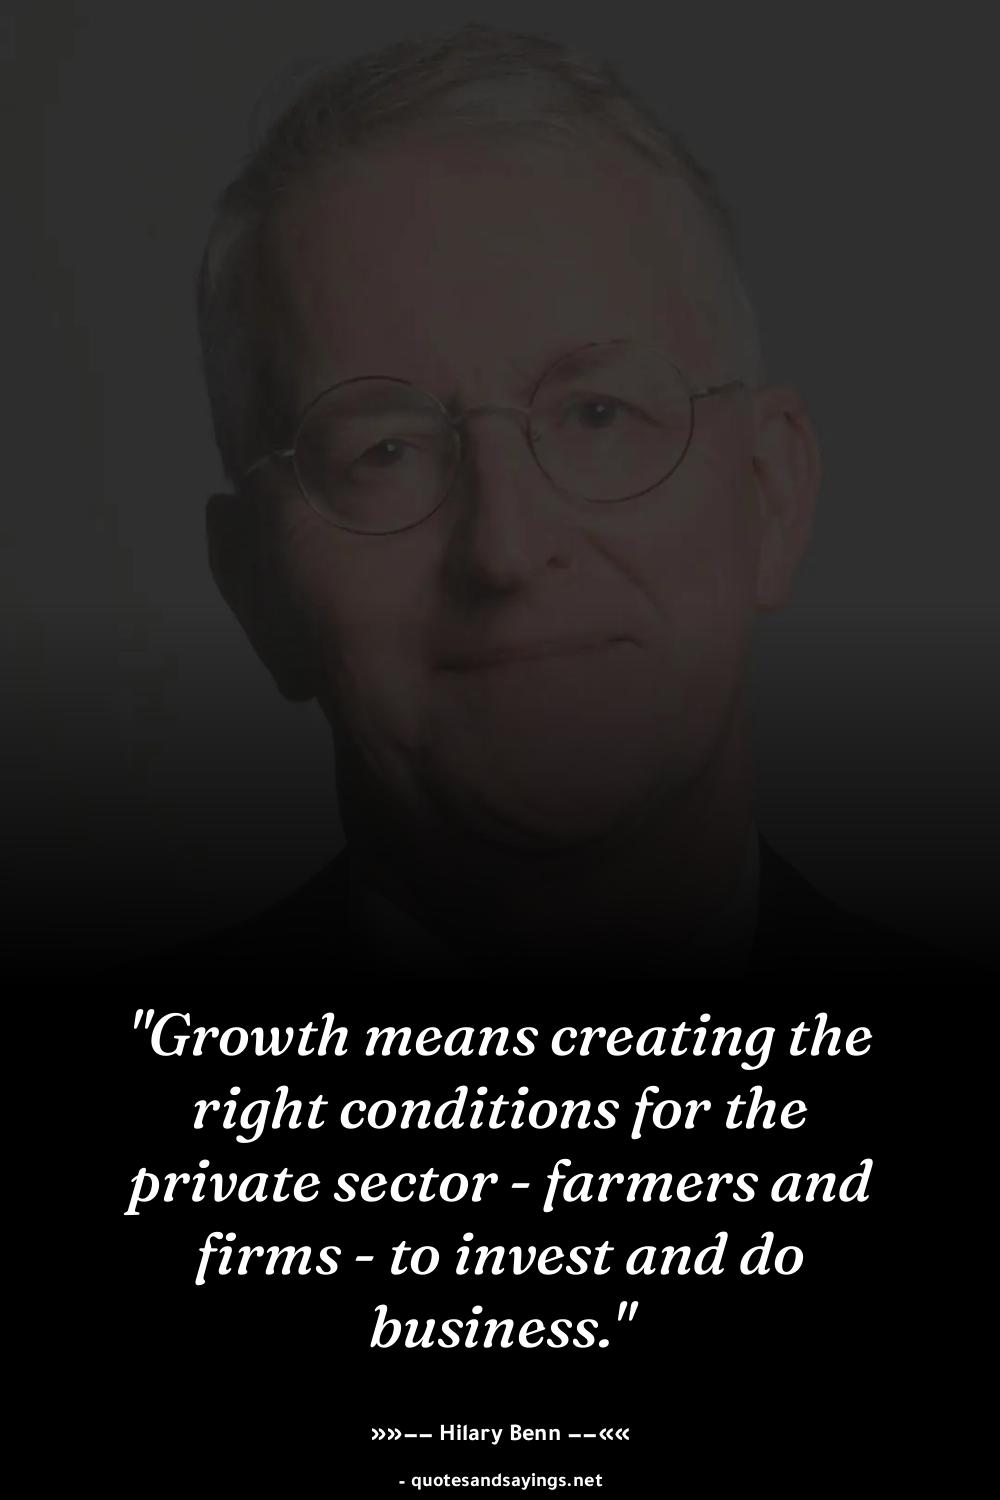 "Growth means creating the
right conditions for the
private sector - farmers and
firms - to invest and do
business."
»»−− Hilary Benn −−««
- quotesandsayings.net